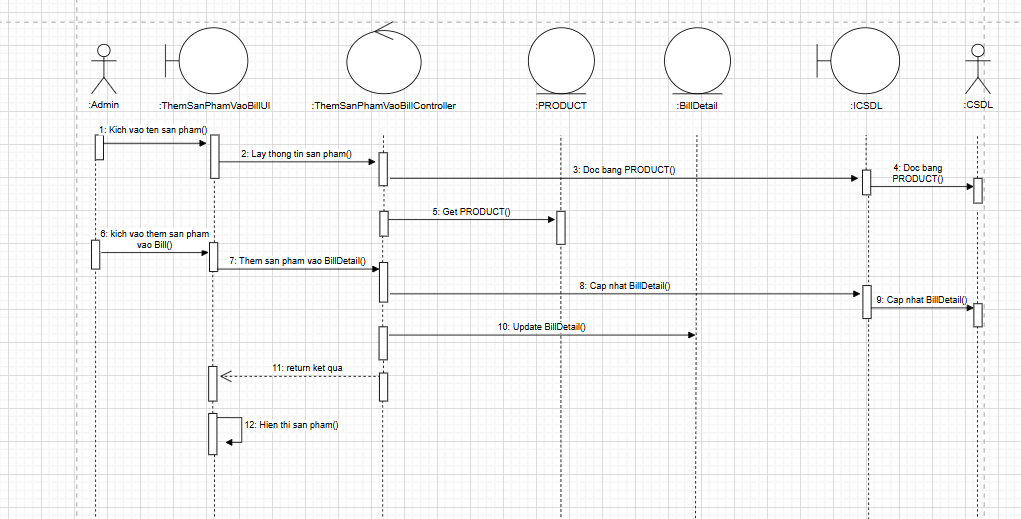 :Admin
:ThemSanPhamVaoBillUI
:ThemSanPhamVaoBillController
:PRODUCT
:BillDetail
:ICSDL
:CSDL
1: Kich vao ten san pham()
2: Lay thong tin san pham()
3: Doc bang PRODUCT()
4: Doc bang
PRODUCT()
5: Get PRODUCT()
6: kich vao them san pham
vao Bill()
7: Them san pham vao BillDetail()
8: Cap nhat BillDetail()
9: Cap nhat BillDetail()
10: Update BillDetail()
11: return ket qua
12: Hien thi san pham()